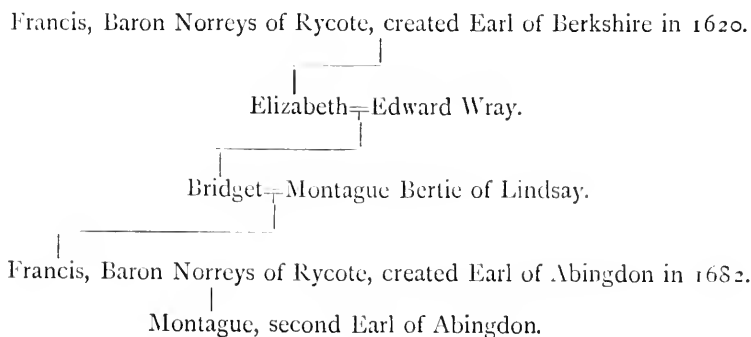 Francis, Baron Norreys of Rycote, created Earl of Berkshire in 1620.
Elizabeth=Edward Wray.
Bridget=Montague Bertie of Lindsay.
Francis, Baron Norreys of Rycote, created Earl of Abingdon in 1682.
Montague, second Earl of Abingdon.